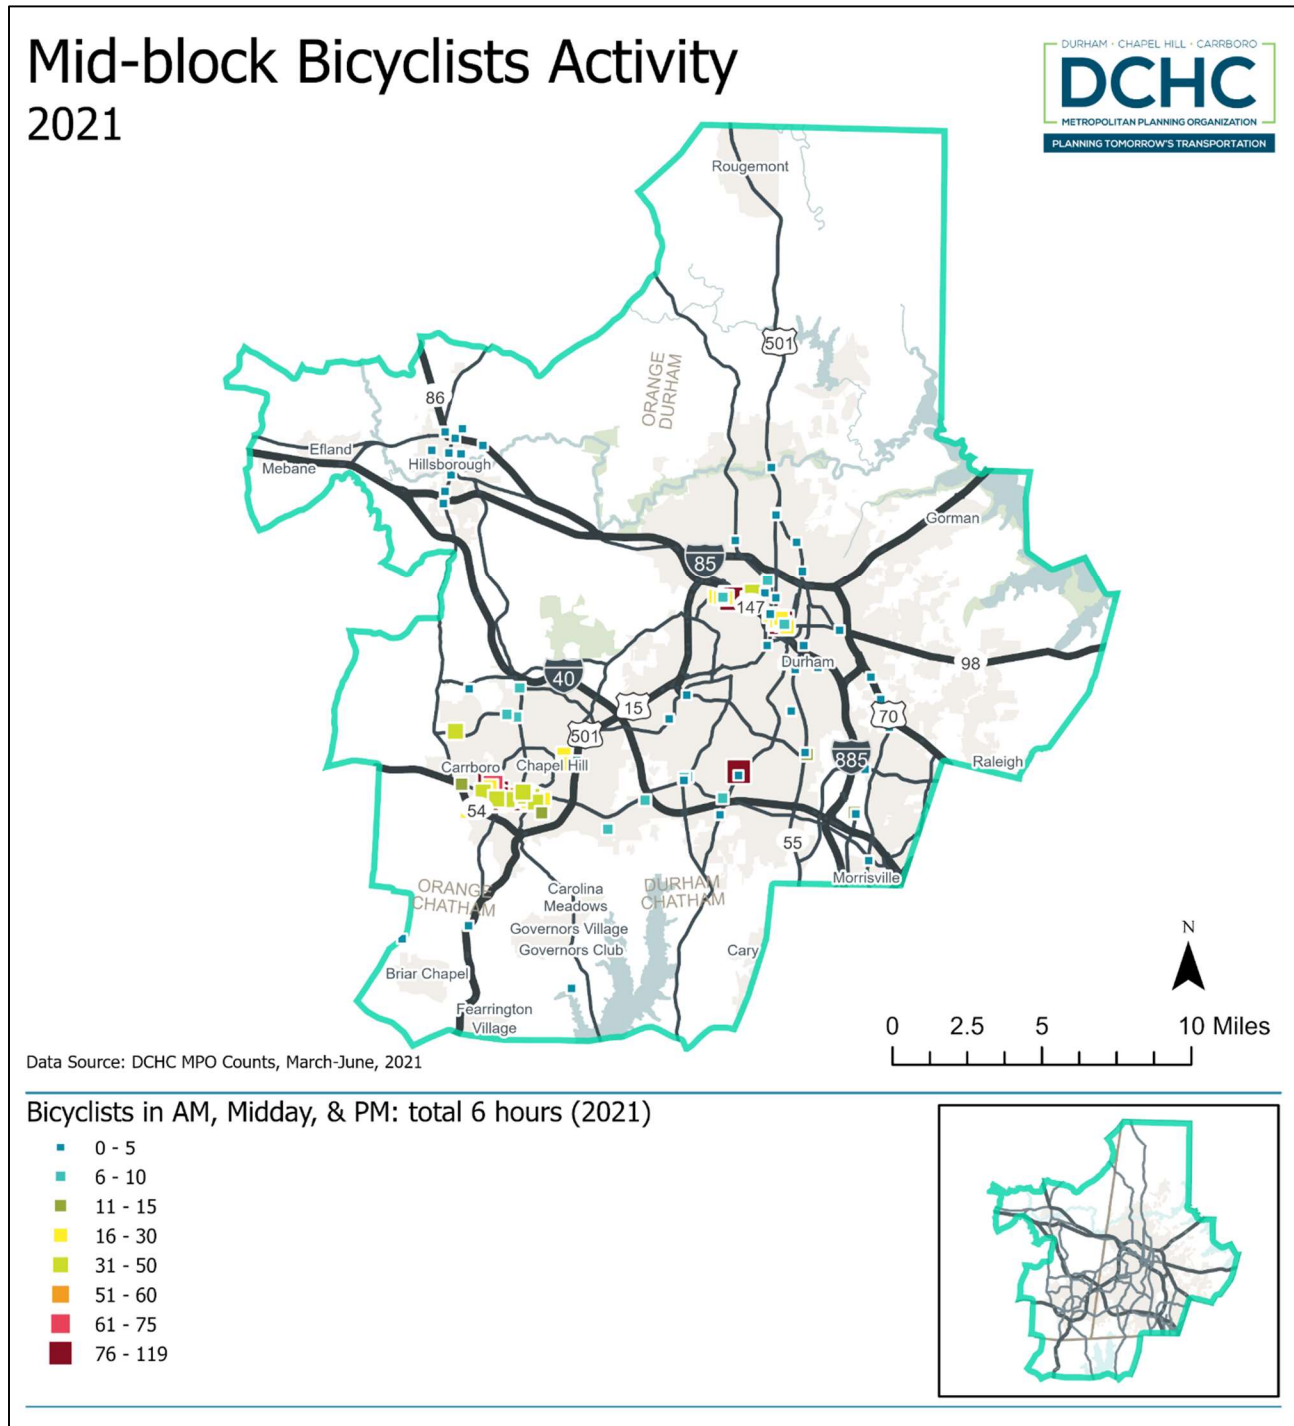 Mid-block Bicyclists Activity
2021
DURHAM · CHAPEL HILL · CARRBORO
DCHC
METROPOLITAN PLANNING ORGANIZATION
PLANNING TOMORROW'S TRANSPORTATION
Rougemont
501
ORANGE
DURHAM
86
Efland
Mebane
Hillsborough
Gorman
85
147
Durham
98
40
15
501
70
Carrboro
Chapel Hill
885
Raleigh
54
55
Morrisville
ORANGE
CHATHAM
DURHAM
CHATHAM
Carolina
Meadows
Governors Village
Governors Club
Cary
Briar Chapel
Fearrington
Village
N
0 2.5 5 10 Miles
Data Source: DCHC MPO Counts, March-June, 2021
Bicyclists in AM, Midday, & PM: total 6 hours (2021)
0 - 5
6 - 10
11 - 15
16 - 30
31 - 50
51 - 60
61 - 75
76 - 119